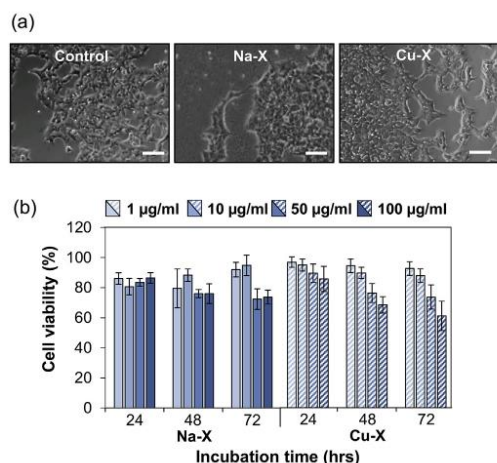 (a)
Control
Na-X
Cu-X
(b)
1 µg/ml 10 µg/ml 50 µg/ml 100 µg/ml
Cell viability (%)
120
100
80
60
40
20
0
24 48 72 24 48 72
Na-X Cu-X
Incubation time (hrs)